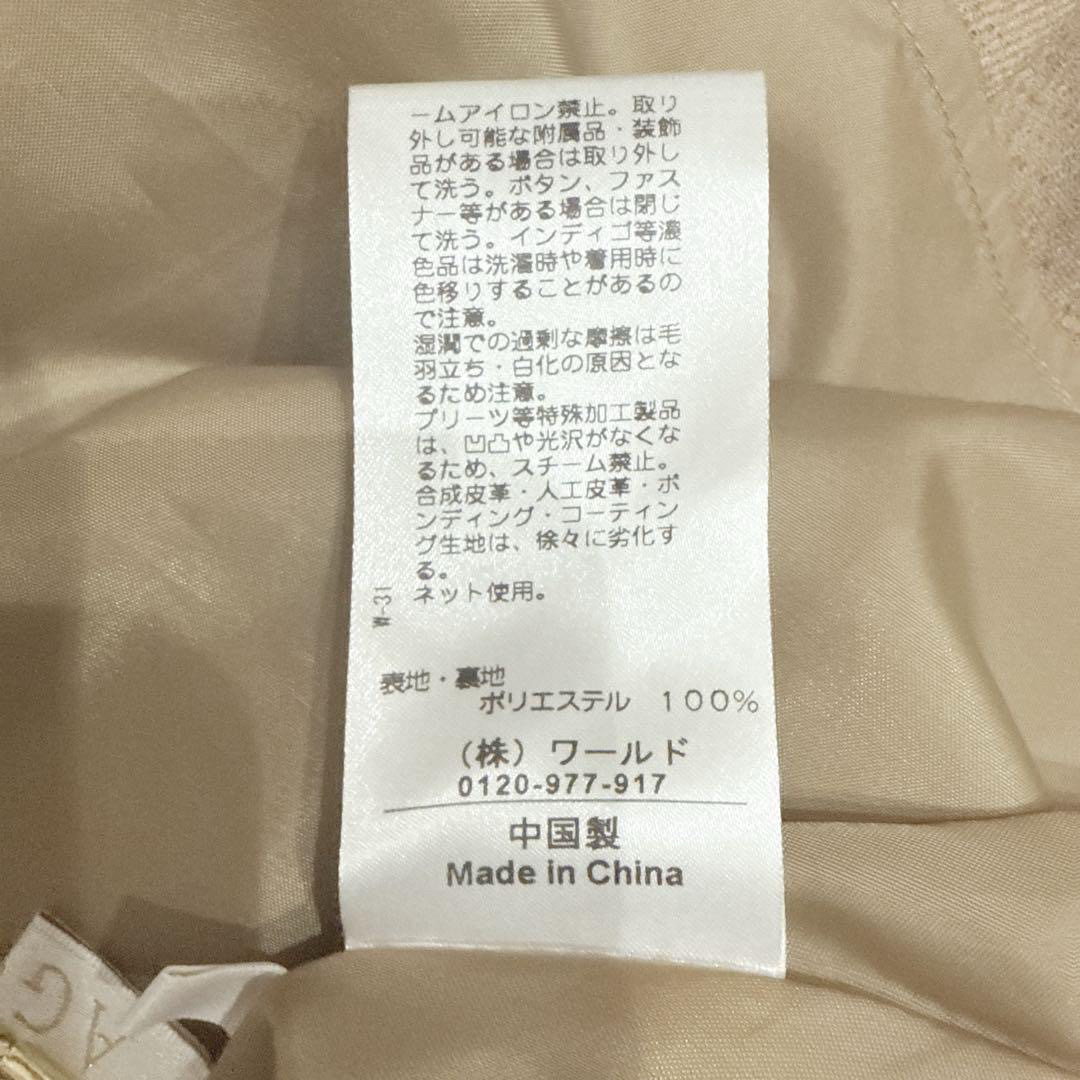 ームアイロン禁止。取り
外し可能な附属品・装飾
品がある場合は取り外し
て洗う。ボタン、ファス
ナー等がある場合は閉じ
て洗う。インディゴ等濃
色品は洗濯時や着用時に
色移りすることがあるの
で注意。
湿潤での過剰な摩擦は毛
羽立ち・白化の原因とな
るため注意。
プリーツ等特殊加工製品
は、凹凸や光沢がなくな
るため、スチーム禁止。
合成皮革・人工皮革・ボ
ンディング・コーティン
グ生地は、徐々に劣化す
る。
ネット使用。
W-31
表地・裏地
ポリエステル 100%
(株)ワールド
0120-977-917
中国製
Made in China